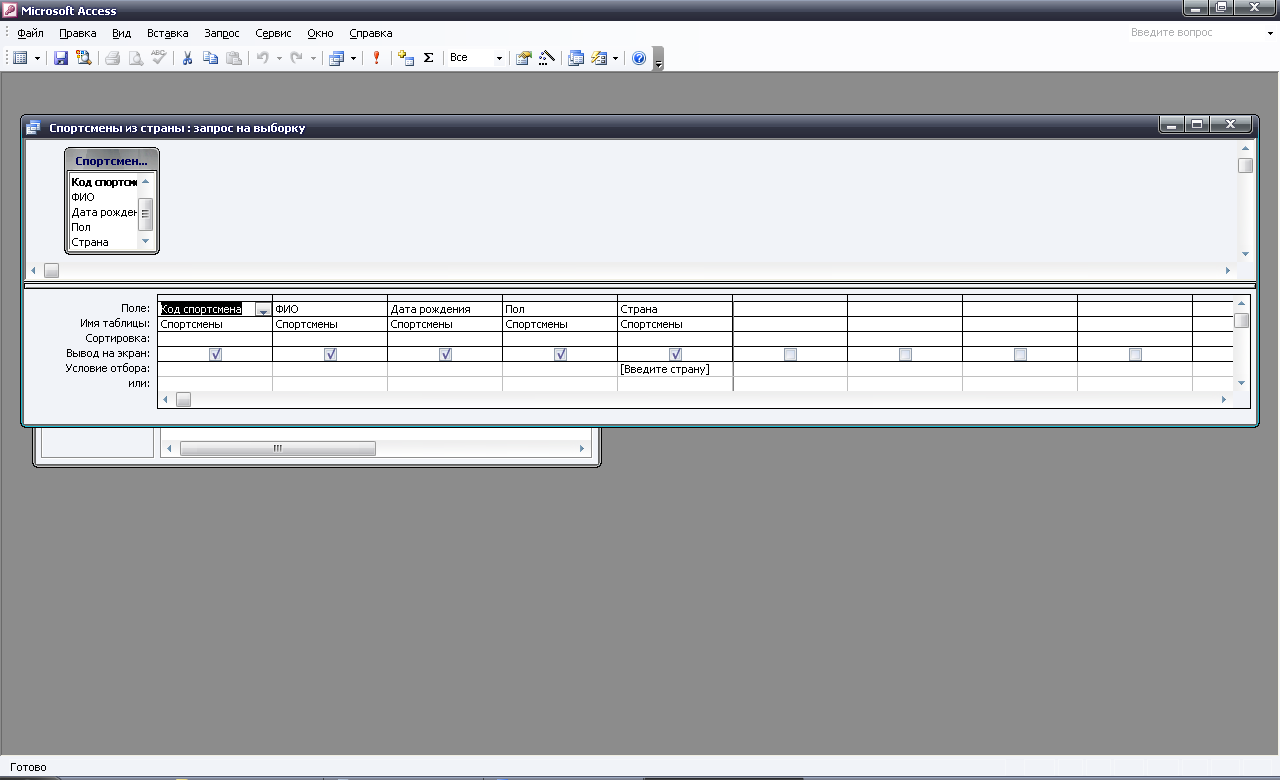 Microsoft Access
Файл Правка Вид Вставка Запрос Сервис Окно Справка Введите вопрос
Все
Спортсмены из страны : запрос на выборку
Спортсмен...
Код спортсм
ФИО
Дата рожден
Пол
Страна
Поле: Код спортсмена ФИО Дата рождения Пол Страна
Имя таблицы: Спортсмены Спортсмены Спортсмены Спортсмены Спортсмены
Сортировка:
Вывод на экран:
Условие отбора: [Введите страну]
или:
Готово